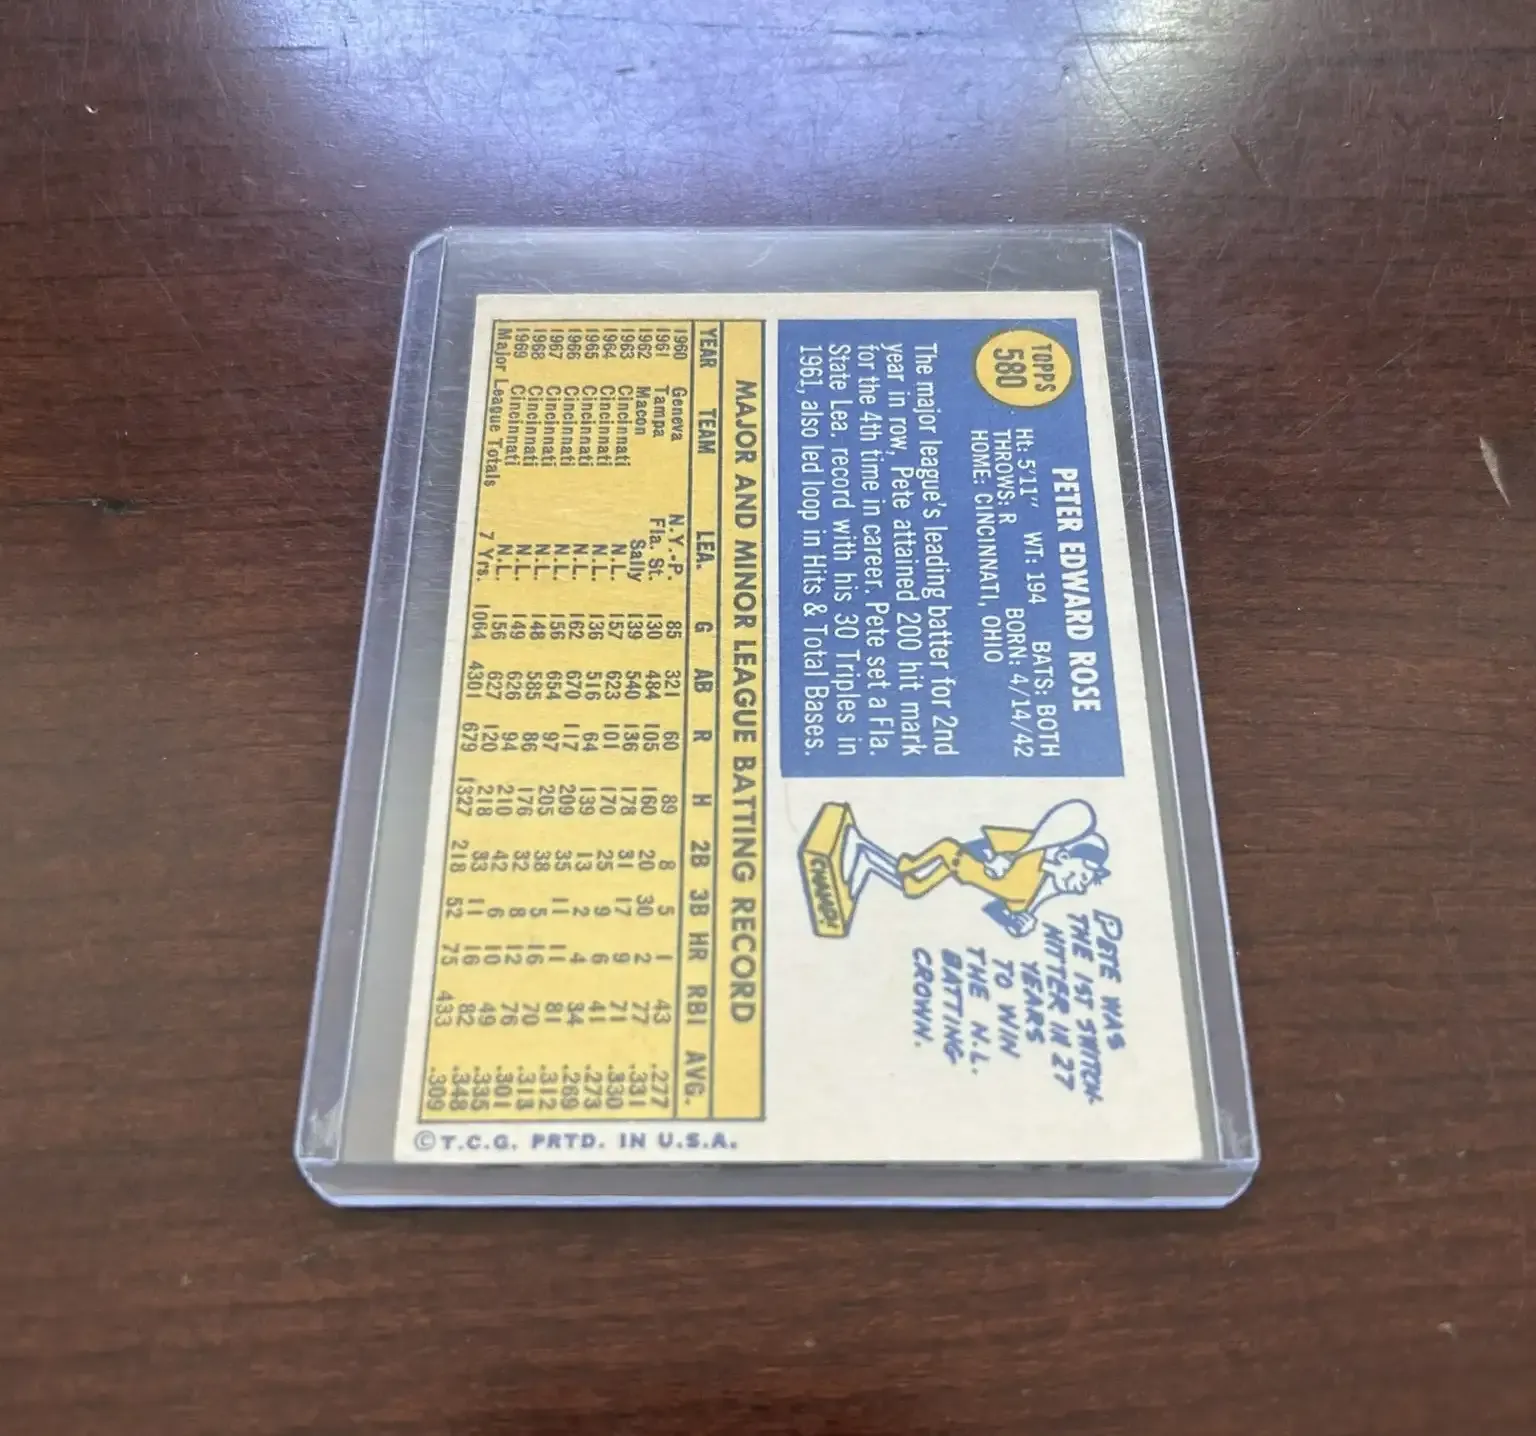 TOPPS
580
PETER EDWARD ROSE
Ht: 5'11" WT: 194 BATS: BOTH
THROWS: R BORN: 4/14/42
HOME: CINCINNATI, OHIO
The major league's leading batter for 2nd
year in row, Pete attained 200 hit mark
for the 4th time in career. Pete set a Fla.
State Lea. record with his 30 Triples in
1961, also led loop in Hits & Total Bases.
PETE WAS
THE 1ST SWITCH-
HITTER IN 27
YEARS
TO WIN
THE N.L.
BATTING
CROWN.
CHAMP!
MAJOR AND MINOR LEAGUE BATTING RECORD
YEAR TEAM LEA. G AB R H 2B 3B HR RBI AVG.
1960 Geneva N.Y.-P. 85 321 60 89 8 5 1 43 .277
1961 Tampa Fla. St. 130 484 105 160 20 30 2 77 .331
1962 Macon Sally 139 540 136 178 31 17 9 71 .330
1963 Cincinnati N.L. 157 623 101 170 25 9 6 41 .273
1964 Cincinnati N.L. 136 516 64 139 13 2 4 34 .269
1965 Cincinnati N.L. 162 670 117 209 35 11 11 81 .312
1966 Cincinnati N.L. 156 654 97 205 38 5 16 70 .313
1967 Cincinnati N.L. 148 585 86 176 32 8 12 76 .301
1968 Cincinnati N.L. 149 626 94 210 42 6 10 49 .335
1969 Cincinnati N.L. 156 627 120 218 33 11 16 82 .348
Major League Totals 7 Yrs. 1064 4301 679 1327 218 52 75 433 .309
©T.C.G. PRTD. IN U.S.A.